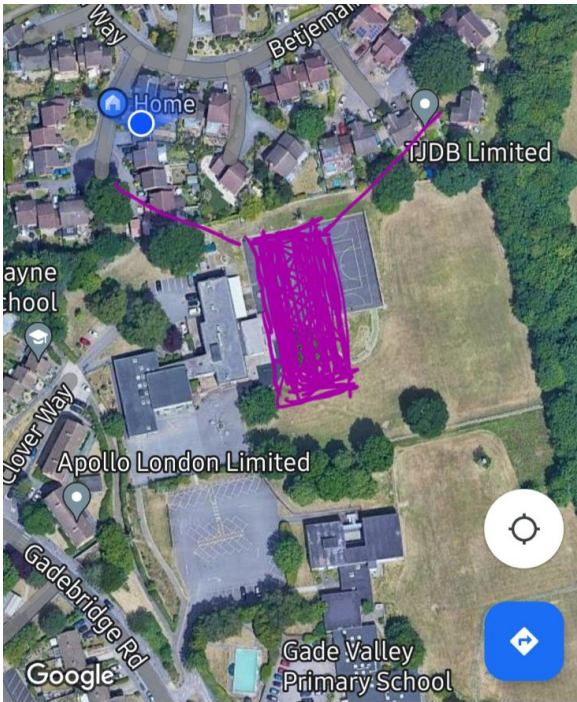 Way
Betjeman
Home
TJDB Limited
ayne
chool
Clover Way
Apollo London Limited
Gadebridge Rd
Gade Valley
Primary School
Google